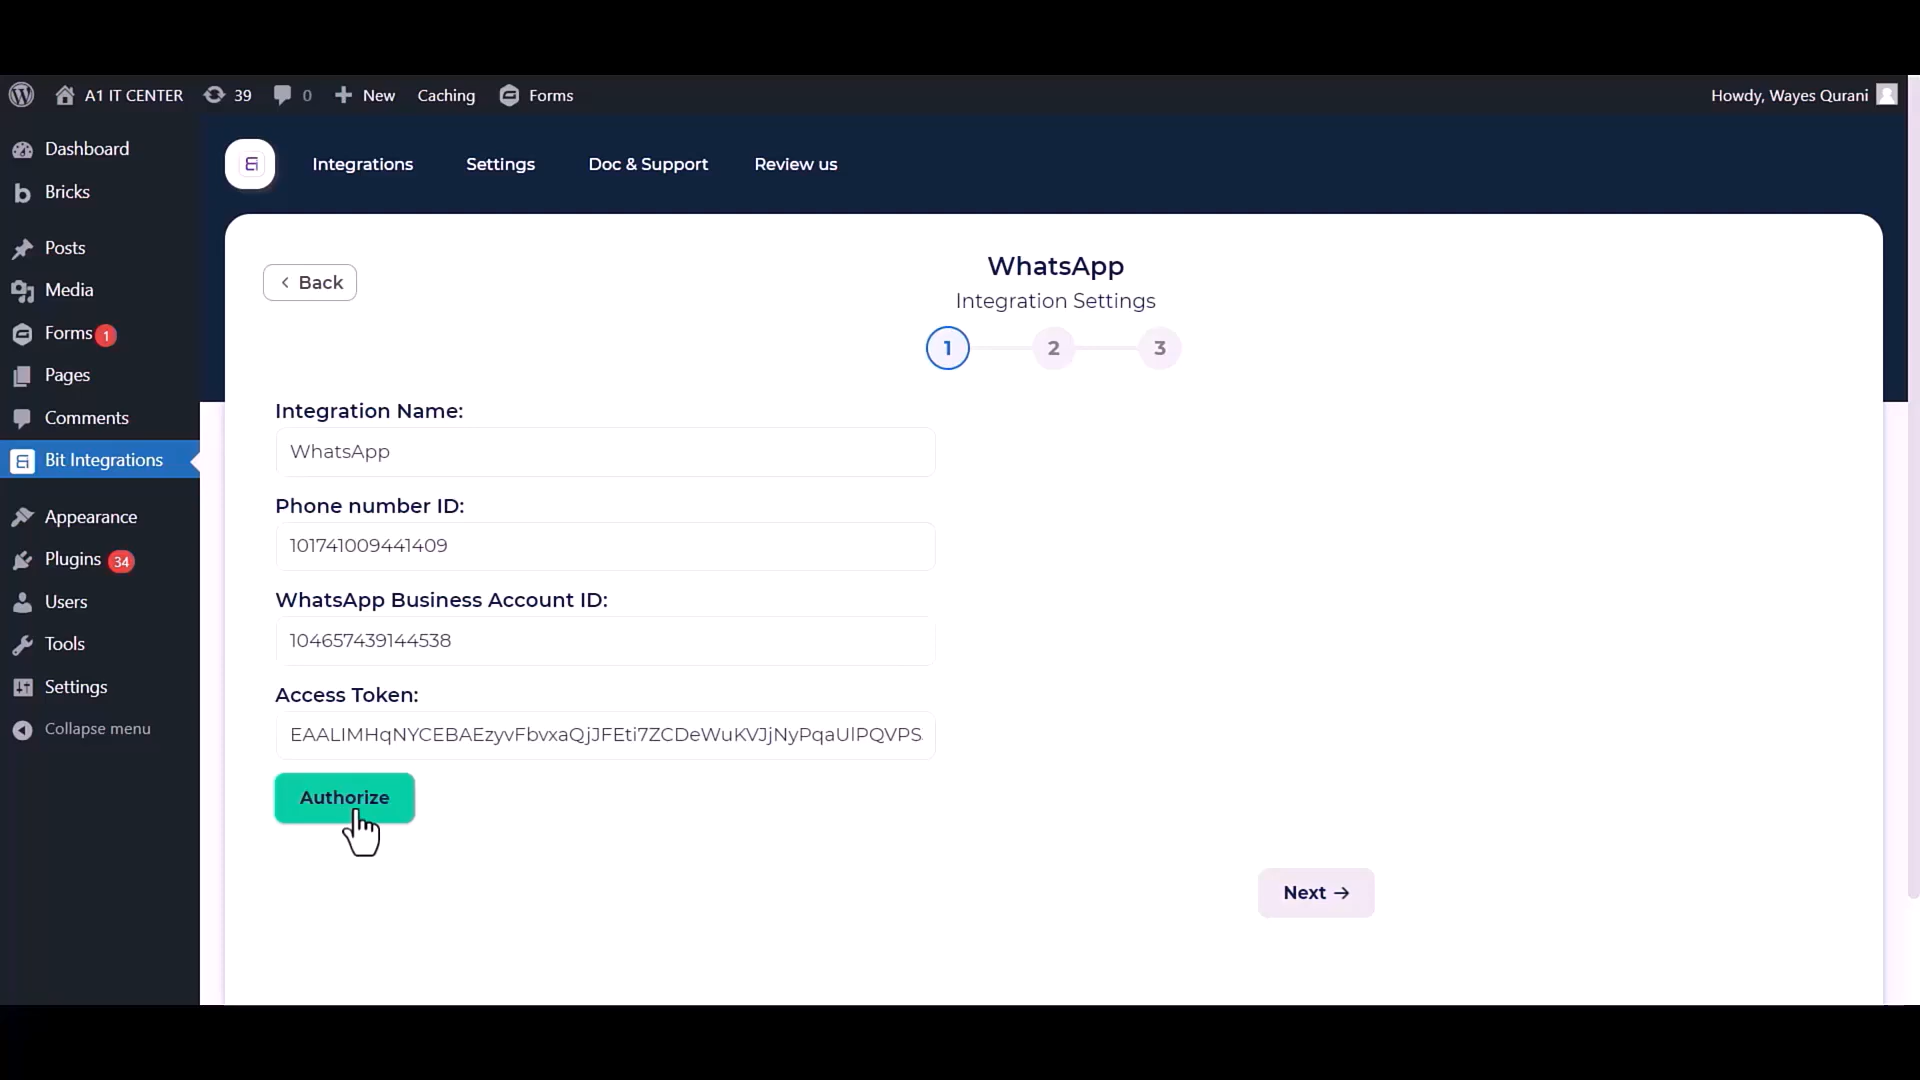 A1 IT CENTER 39 0 New Caching Forms Howdy, Wayes Qurani
Dashboard
Bricks
Posts
Media
Forms 1
Pages
Comments
Bit Integrations
Appearance
Plugins 34
Users
Tools
Settings
Collapse menu
Integrations Settings Doc & Support Review us
Back
WhatsApp
Integration Settings
1 2 3
Integration Name:
WhatsApp
Phone number ID:
101741009441409
WhatsApp Business Account ID:
104657439144538
Access Token:
EAALIMHqNYCEBAEzyvFbvxaQjJFEti7ZCDeWuKVJjNyPqaUlPQVPS
Authorize
Next →